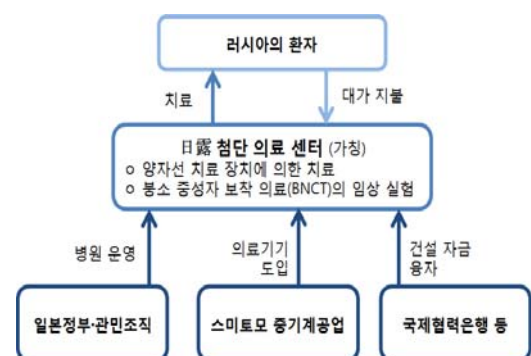 러시아의 환자
치료
대가 지불
日露 첨단 의료 센터 (가칭)
o 양자선 치료 장치에 의한 치료
o 붕소 중성자 보착 의료(BNCT)의 임상 실험
병원 운영
의료기기
도입
건설 자금
융자
일본정부·관민조직
스미토모 중기계공업
국제협력은행 등